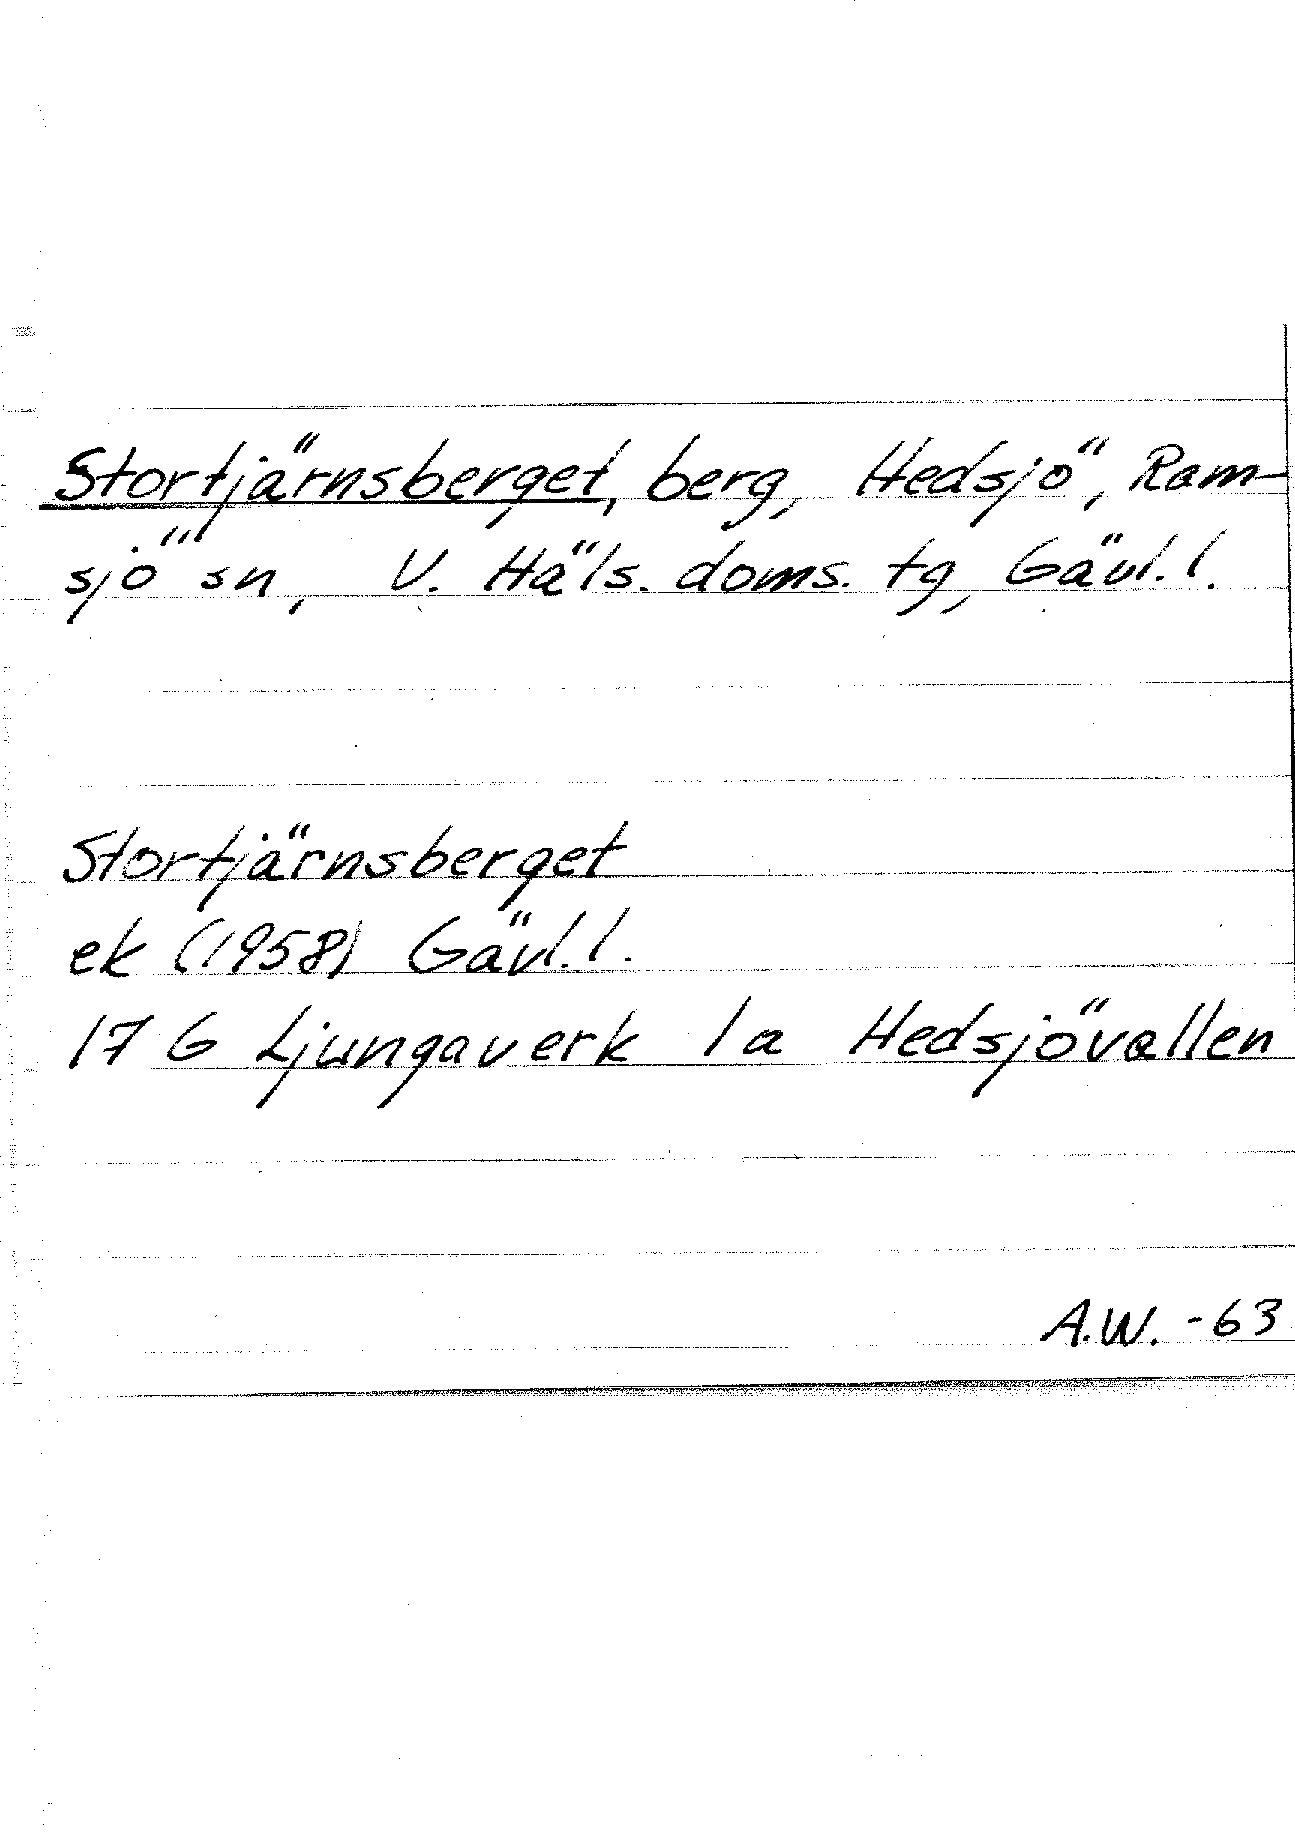 Stortjärnsberget, berg, Hedsjö, Ram-
sjö sn, V. Häls. doms. tg, Gävl. l.
Stortjärnsberget
ek (1958) Gävl. l.
17 G Ljungaverk 1a Hedsjövallen
A.W. -63